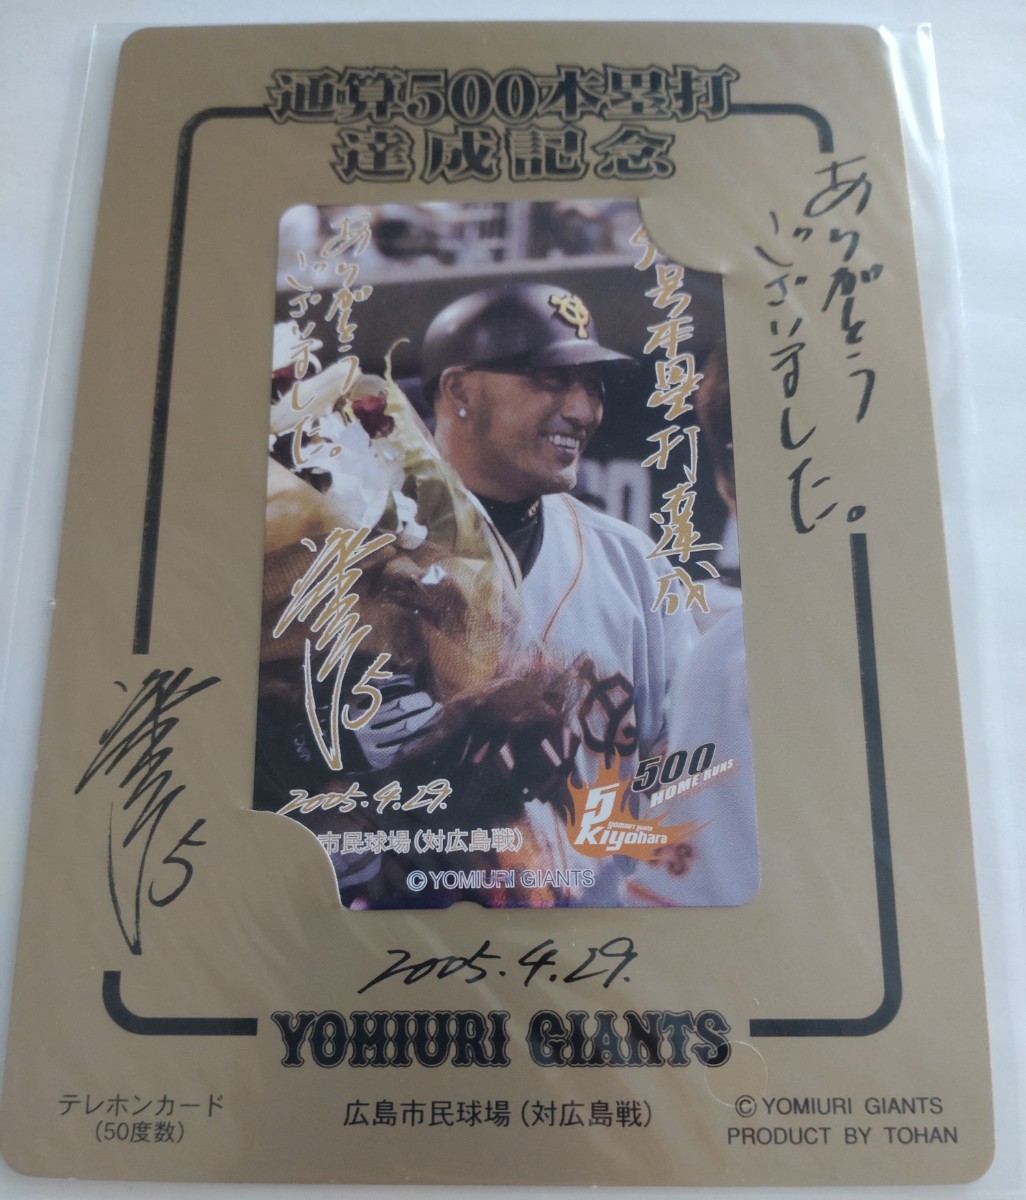 通算500本塁打
達成記念
ありがとう
ございました。
号本塁打達成
ありがとう
ございました。
5
2005.4.29.
500
HOME RUNS
5
yomiuri giants
Kiyohara
市民球場(対広島戦)
©YOMIURI GIANTS
5
2005.4.29.
YOMIURI GIANTS
テレホンカード
(50度数)
広島市民球場(対広島戦)
© YOMIURI GIANTS
PRODUCT BY TOHAN